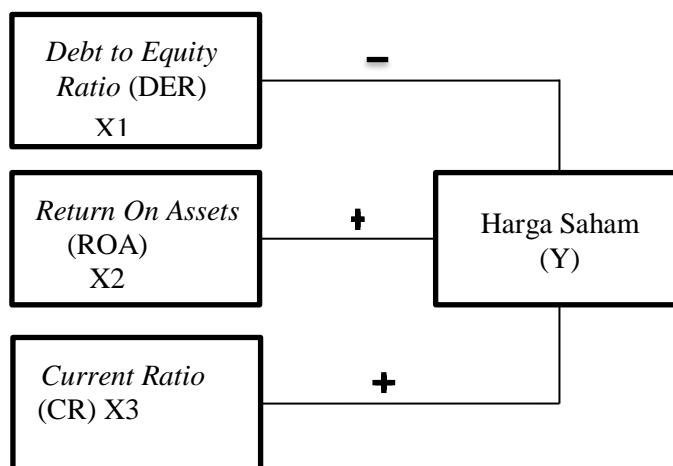 Debt to Equity
Ratio (DER)
X1
−
Return On Assets
(ROA)
X2
+
Harga Saham
(Y)
Current Ratio
(CR) X3
+